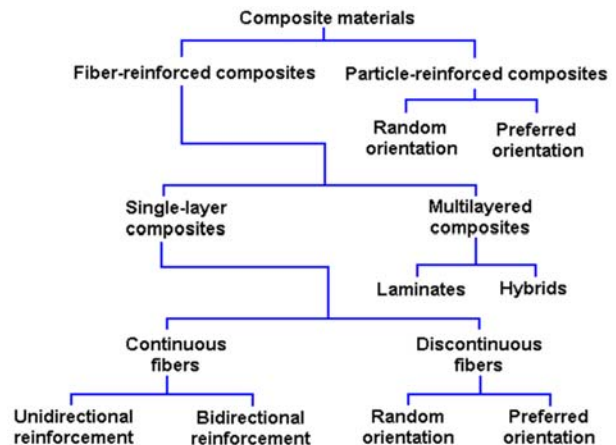 Composite materials
Fiber-reinforced composites
Particle-reinforced composites
Random
orientation
Preferred
orientation
Single-layer
composites
Multilayered
composites
Laminates
Hybrids
Continuous
fibers
Discontinuous
fibers
Unidirectional
reinforcement
Bidirectional
reinforcement
Random
orientation
Preferred
orientation